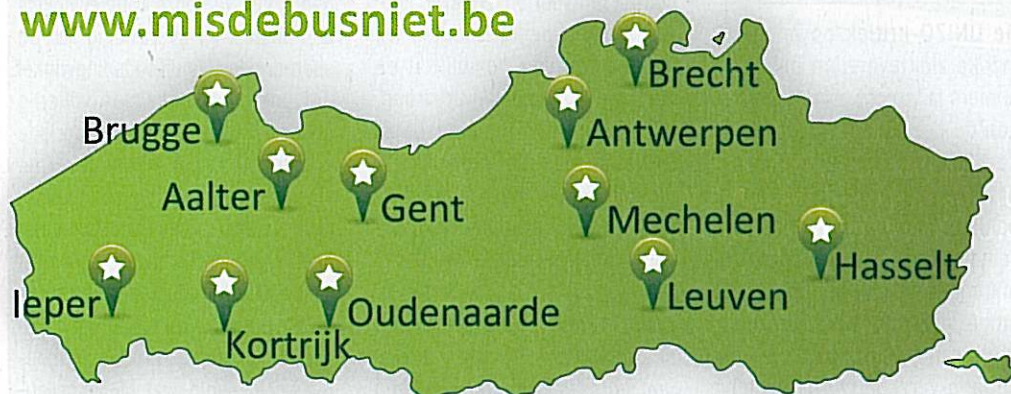 www.misdebusniet.be
Brecht
Brugge
Antwerpen
Aalter
Gent
Mechelen
Hasselt
Ieper
Leuven
Oudenaarde
Kortrijk